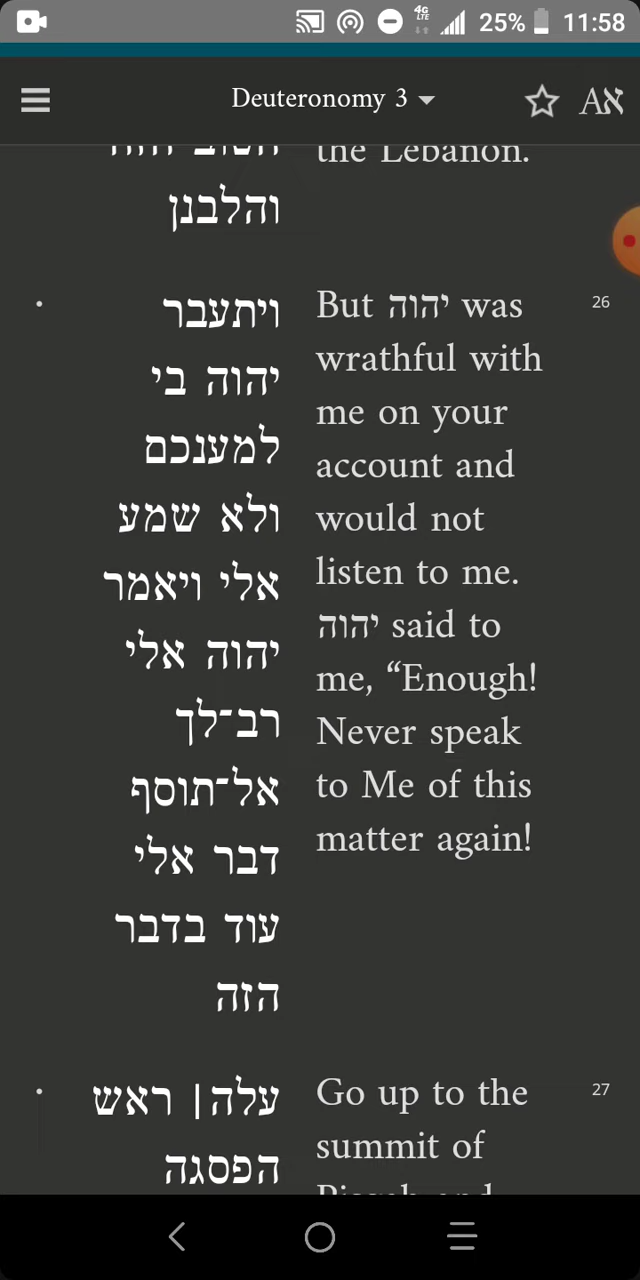 4G
LTE
25%
11:58
Deuteronomy 3
Aא
the Lebanon.
והלבנן
ויתעבר
יהוה בי
למענכם
ולא שמע
אלי ויאמר
יהוה אלי
רב־לך
אל־תוסף
דבר אלי
עוד בדבר
הזה
But יהוה was
wrathful with
me on your
account and
would not
listen to me.
יהוה said to
me, “Enough!
Never speak
to Me of this
matter again!
26
עלה| ראש
הפסגה
Go up to the
summit of
27